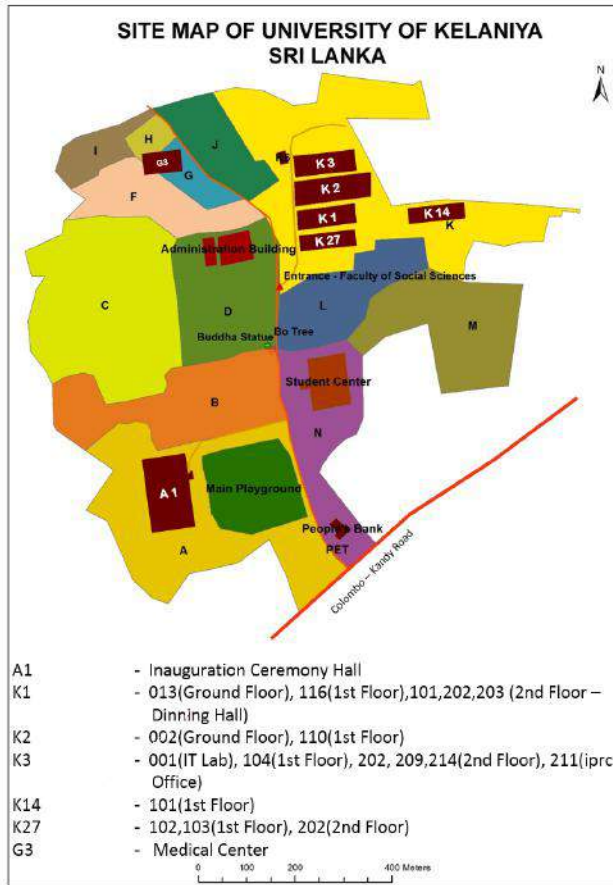 SITE MAP OF UNIVERSITY OF KELANIYA
SRI LANKA
N
J
H
I
G3
G
F
K 3
K 2
K 1
K 27
K 14
K
Administration Building
Entrance - Faculty of Social Sciences
C
D
L
M
Buddha Statue
Bo Tree
Student Center
B
N
A 1
Main Playground
People's Bank
A
PET
Colombo – Kandy Road
A1 - Inauguration Ceremony Hall
K1 - 013(Ground Floor), 116(1st Floor),101,202,203 (2nd Floor –
Dinning Hall)
K2 - 002(Ground Floor), 110(1st Floor)
K3 - 001(IT Lab), 104(1st Floor), 202, 209,214(2nd Floor), 211(iprc
Office)
K14 - 101(1st Floor)
K27 - 102,103(1st Floor), 202(2nd Floor)
G3 - Medical Center
0 100 200 400 Meters